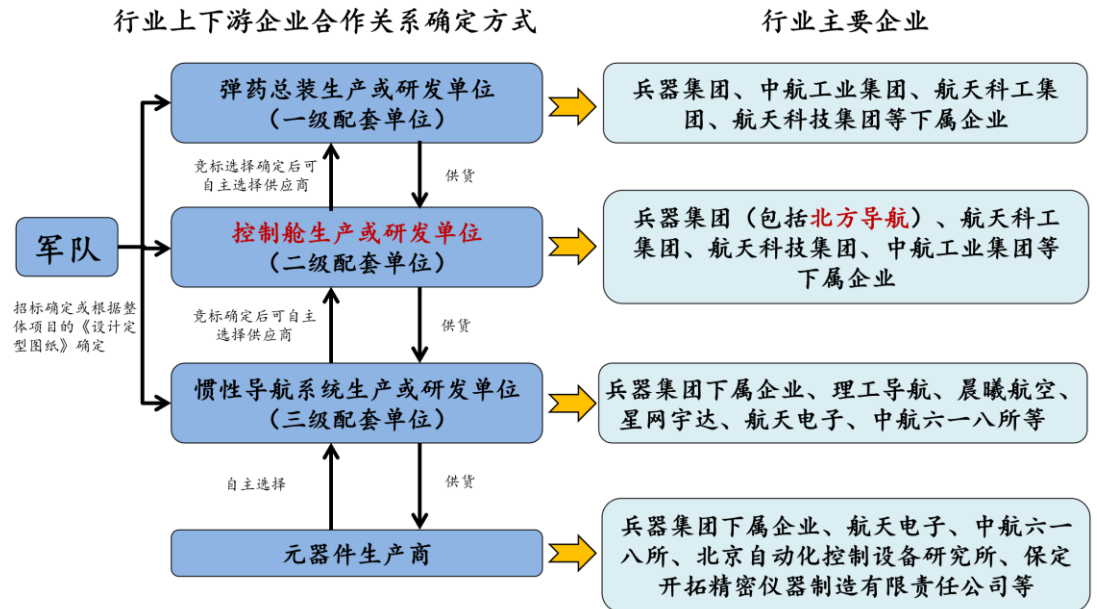 行业上下游企业合作关系确定方式
行业主要企业
弹药总装生产或研发单位
（一级配套单位）
兵器集团、中航工业集团、航天科工集
团、航天科技集团等下属企业
竞标选择确定后可
自主选择供应商
供货
军队
招标确定或根据整
体项目的《设计定
型图纸》确定
控制舱生产或研发单位
（二级配套单位）
兵器集团（包括北方导航）、航天科工
集团、航天科技集团、中航工业集团等
下属企业
竞标确定后可自主
选择供应商
供货
惯性导航系统生产或研发单位
（三级配套单位）
兵器集团下属企业、理工导航、晨曦航空、
星网宇达、航天电子、中航六一八所等
自主选择
供货
元器件生产商
兵器集团下属企业、航天电子、中航六一
八所、北京自动化控制设备研究所、保定
开拓精密仪器制造有限责任公司等